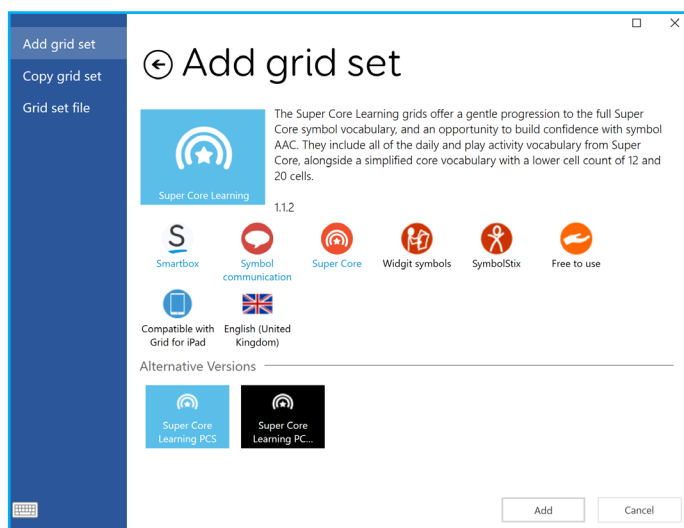 Add grid set
Copy grid set
Grid set file
Add grid set
Super Core Learning
The Super Core Learning grids offer a gentle progression to the full Super
Core symbol vocabulary, and an opportunity to build confidence with symbol
AAC. They include all of the daily and play activity vocabulary from Super
Core, alongside a simplified core vocabulary with a lower cell count of 12 and
20 cells.
1.1.2
S
Smartbox
Symbol
communication
Super Core
Widgit symbols
SymbolStix
Free to use
Compatible with
Grid for iPad
English (United
Kingdom)
Alternative Versions
Super Core
Learning PCS
Super Core
Learning PC...
Add
Cancel